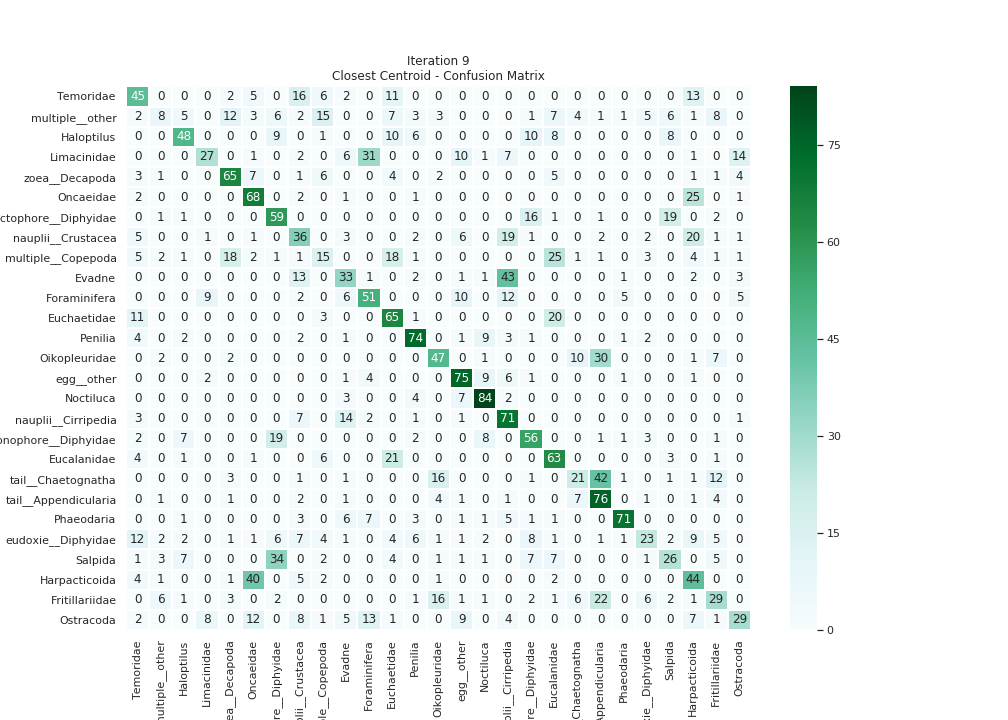 Iteration 9
Closest Centroid - Confusion Matrix
Temoridae 45 0 0 0 2 5 0 16 6 2 0 11 0 0 0 0 0 0 0 0 0 0 0 0 13 0 0
multiple__other 2 8 5 0 12 3 6 2 15 0 0 7 3 3 0 0 0 1 7 4 1 1 5 6 1 8 0
Haloptilus 0 0 48 0 0 0 9 0 1 0 0 10 6 0 0 0 0 10 8 0 0 0 0 8 0 0 0
Limacinidae 0 0 0 27 0 1 0 2 0 6 31 0 0 0 10 1 7 0 0 0 0 0 0 0 1 0 14
zoea__Decapoda 3 1 0 0 65 7 0 1 6 0 0 4 0 2 0 0 0 0 5 0 0 0 0 0 1 1 4
Oncaeidae 2 0 0 0 0 68 0 2 0 1 0 0 1 0 0 0 0 0 0 0 0 0 0 0 25 0 1
ctophore__Diphyidae 0 1 1 0 0 0 59 0 0 0 0 0 0 0 0 0 0 16 1 0 1 0 0 19 0 2 0
nauplii__Crustacea 5 0 0 1 0 1 0 36 0 3 0 0 2 0 6 0 19 1 0 0 2 0 2 0 20 1 1
multiple__Copepoda 5 2 1 0 18 2 1 1 15 0 0 18 1 0 0 0 0 0 25 1 1 0 3 0 4 1 1
Evadne 0 0 0 0 0 0 0 13 0 33 1 0 2 0 1 1 43 0 0 0 0 1 0 0 2 0 3
Foraminifera 0 0 0 9 0 0 0 2 0 6 51 0 0 0 10 0 12 0 0 0 0 5 0 0 0 0 5
Euchaetidae 11 0 0 0 0 0 0 0 3 0 0 65 1 0 0 0 0 0 20 0 0 0 0 0 0 0 0
Penilia 4 0 2 0 0 0 0 2 0 1 0 0 74 0 1 9 3 1 0 0 0 1 2 0 0 0 0
Oikopleuridae 0 2 0 0 2 0 0 0 0 0 0 0 0 47 0 1 0 0 0 10 30 0 0 0 1 7 0
egg__other 0 0 0 2 0 0 0 0 0 1 4 0 0 0 75 9 6 1 0 0 0 1 0 0 1 0 0
Noctiluca 0 0 0 0 0 0 0 0 0 3 0 0 4 0 7 84 2 0 0 0 0 0 0 0 0 0 0
nauplii__Cirripedia 3 0 0 0 0 0 0 7 0 14 2 0 1 0 1 0 71 0 0 0 0 0 0 0 0 0 1
onophore__Diphyidae 2 0 7 0 0 0 19 0 0 0 0 0 2 0 0 8 0 56 0 0 1 1 3 0 0 1 0
Eucalanidae 4 0 1 0 0 1 0 0 6 0 0 21 0 0 0 0 0 0 63 0 0 0 0 3 0 1 0
tail__Chaetognatha 0 0 0 0 3 0 0 1 0 1 0 0 0 16 0 0 0 1 0 21 42 1 0 1 1 12 0
tail__Appendicularia 0 1 0 0 1 0 0 2 0 1 0 0 0 4 1 0 1 0 0 7 76 0 1 0 1 4 0
Phaeodaria 0 0 1 0 0 0 0 3 0 6 7 0 3 0 1 1 5 1 1 0 0 71 0 0 0 0 0
eudoxie__Diphyidae 12 2 2 0 1 1 6 7 4 1 0 4 6 1 1 2 0 8 1 0 1 1 23 2 9 5 0
Salpida 1 3 7 0 0 0 34 0 2 0 0 4 0 1 1 1 0 7 7 0 0 0 1 26 0 5 0
Harpacticoida 4 1 0 0 1 40 0 5 2 0 0 0 0 0 1 0 0 0 2 0 0 0 0 0 44 0 0
Fritillariidae 0 6 1 0 3 0 2 0 0 0 0 0 1 16 1 1 0 2 1 6 22 0 6 2 1 29 0
Ostracoda 2 0 0 8 0 12 0 8 1 5 13 1 0 0 9 0 4 0 0 0 0 0 0 0 7 1 29
Temoridae
multiple__other
Haloptilus
Limacinidae
ea__Decapoda
Oncaeidae
re__Diphyidae
plii__Crustacea
le__Copepoda
Evadne
Foraminifera
Euchaetidae
Penilia
Oikopleuridae
egg__other
Noctiluca
plii__Cirripedia
re__Diphyidae
Eucalanidae
Chaetognatha
ppendicularia
Phaeodaria
xie__Diphyidae
Salpida
Harpacticoida
Fritillariidae
Ostracoda
75
60
45
30
15
0